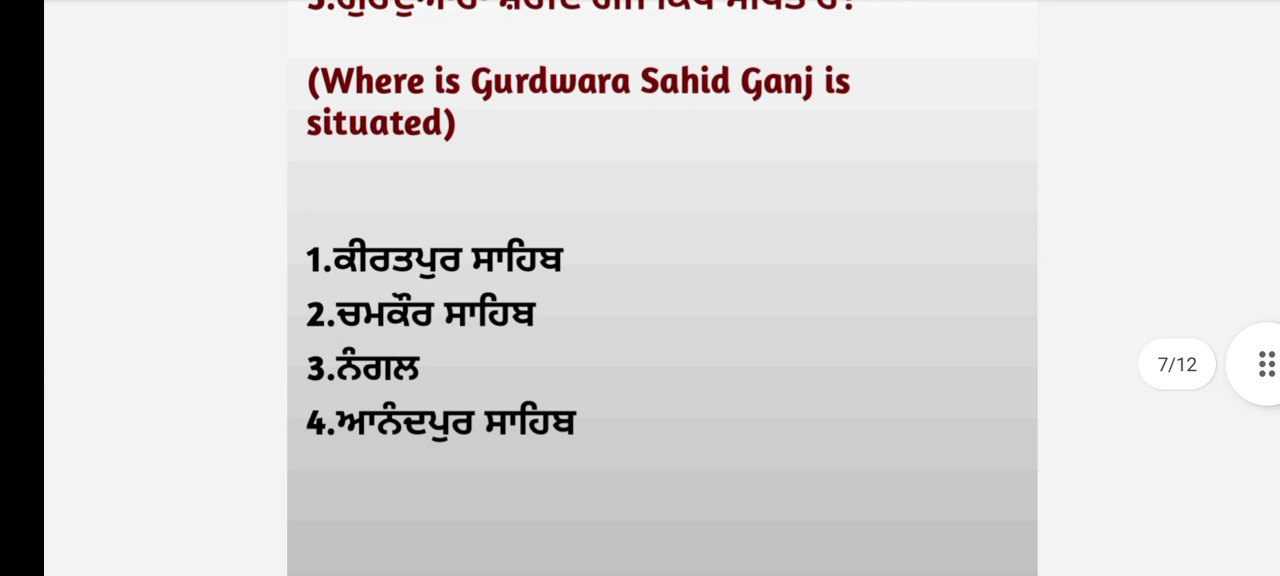 (Where is Gurdwara Sahid Ganj is
situated)
1.ਕੀਰਤਪੁਰ ਸਾਹਿਬ
2.ਚਮਕੌਰ ਸਾਹਿਬ
3.ਨੰਗਲ
4.ਆਨੰਦਪੁਰ ਸਾਹਿਬ
7/12